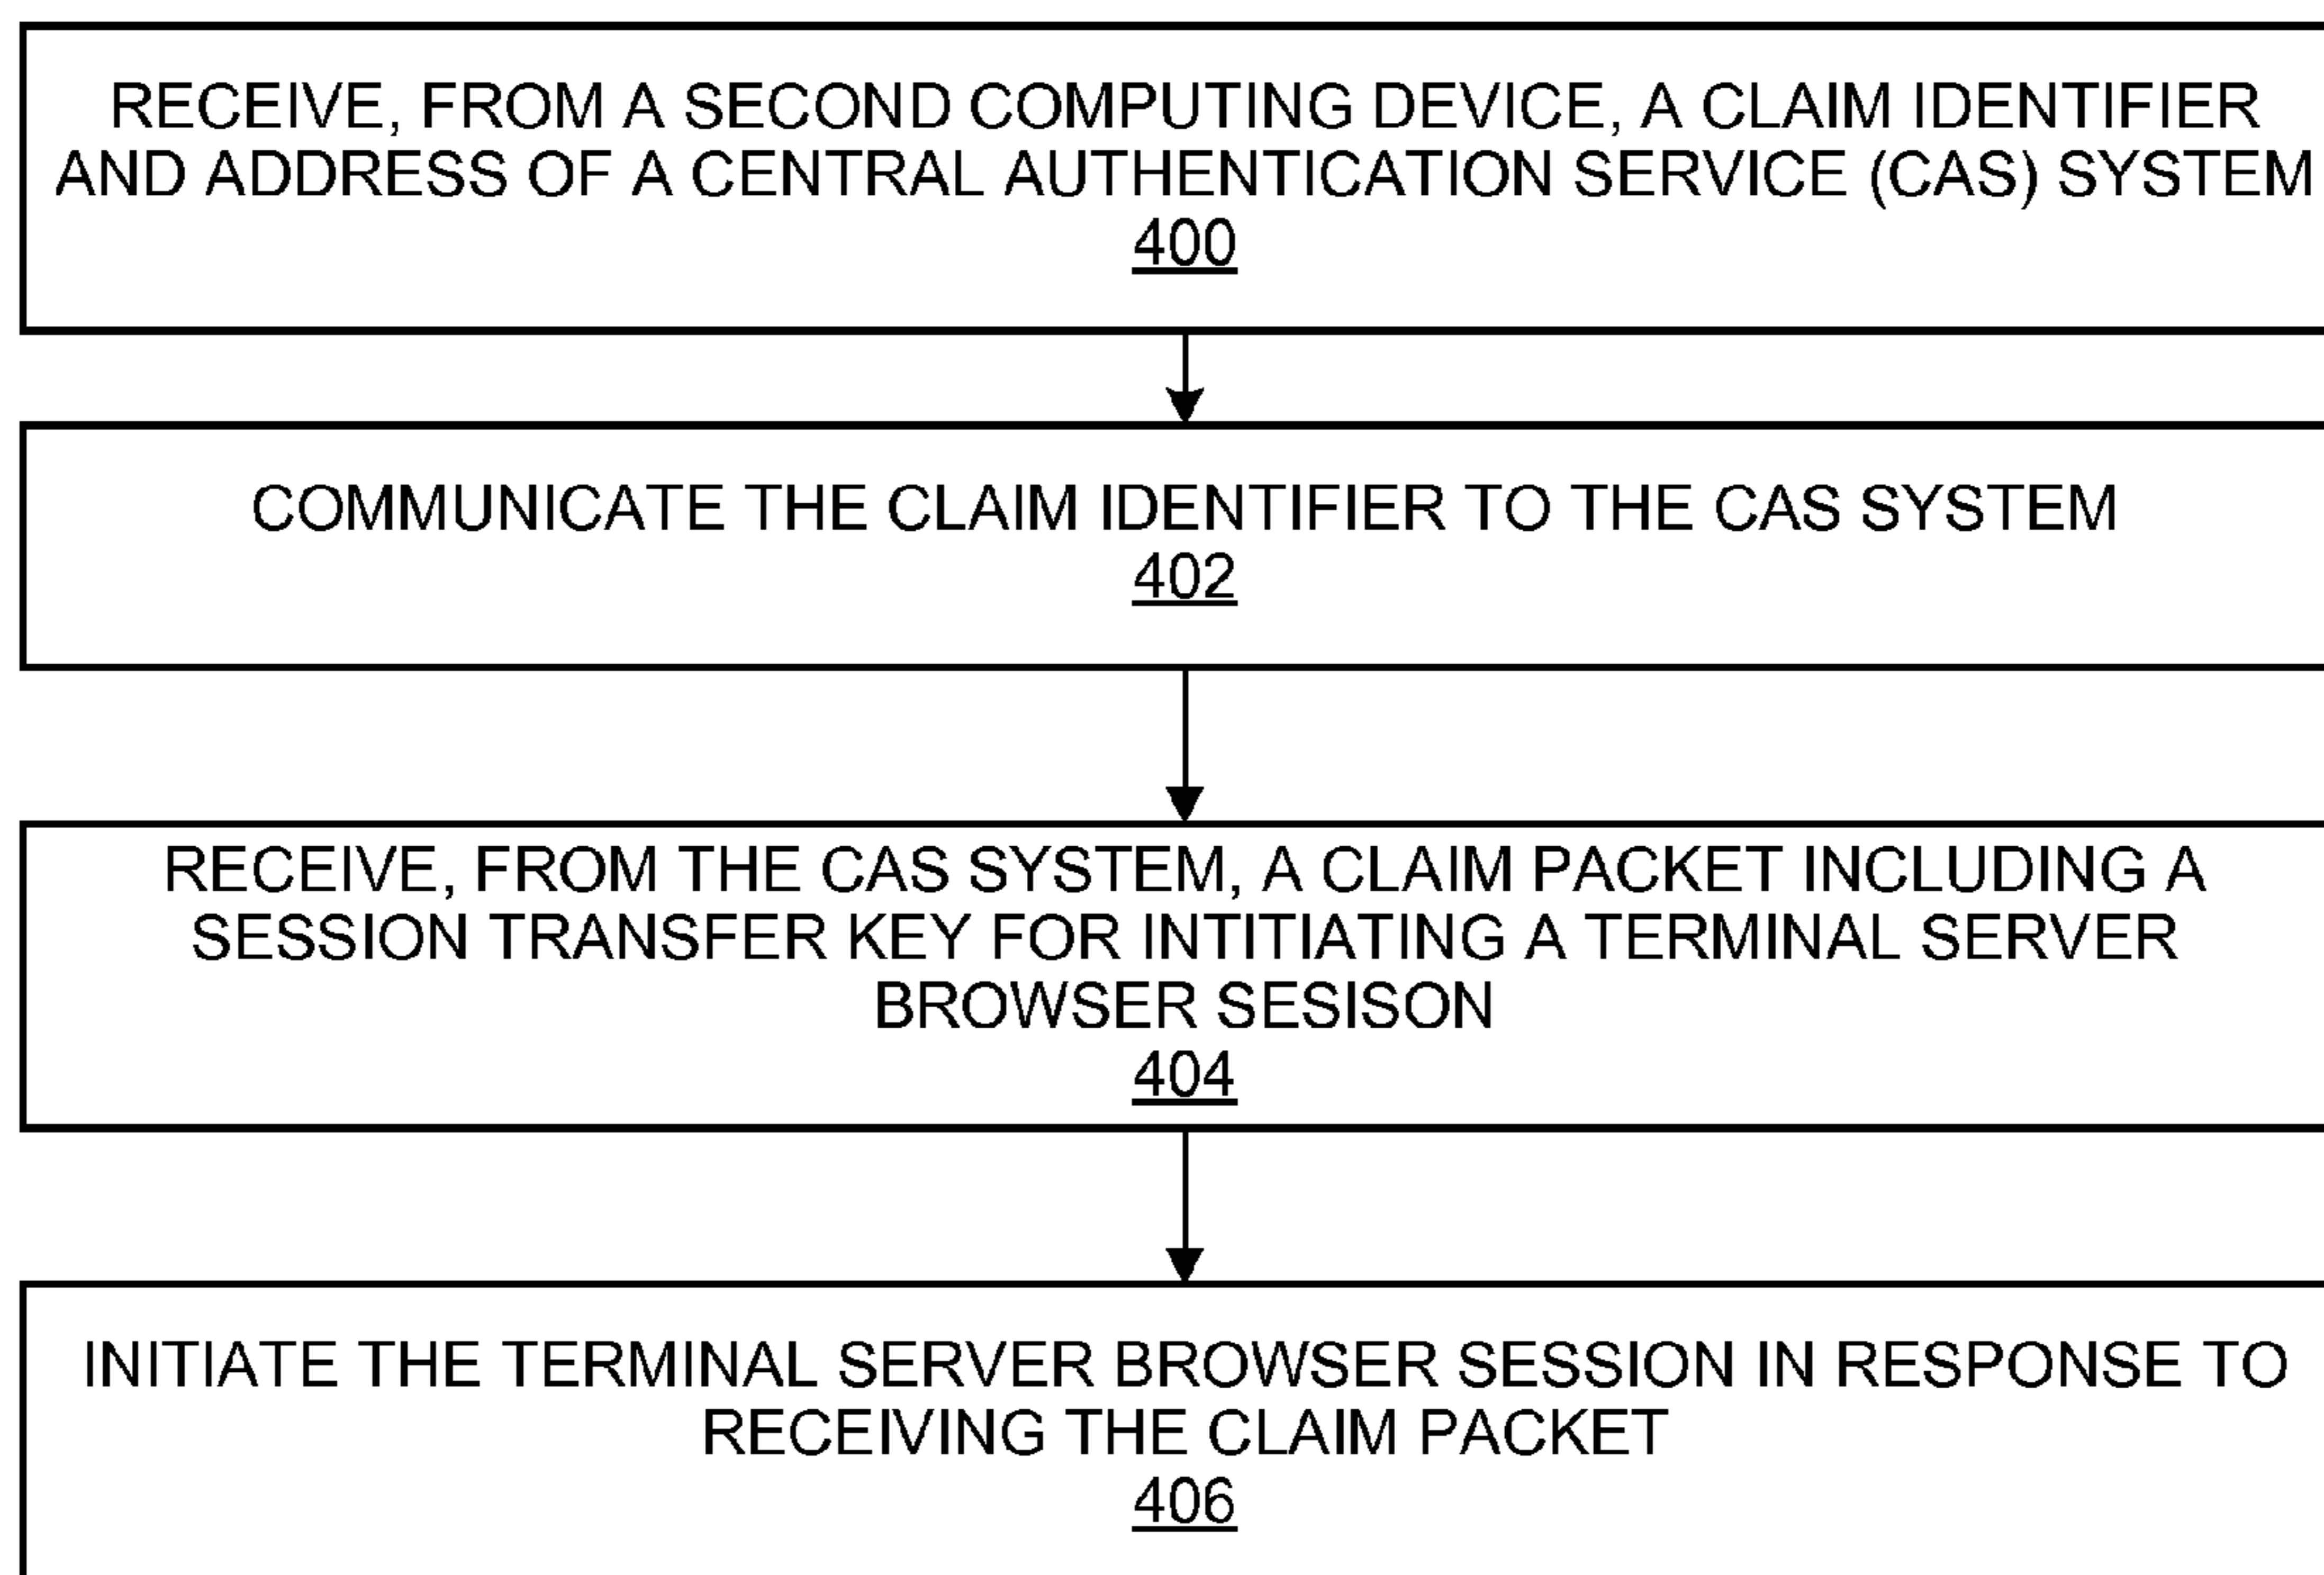 RECEIVE, FROM A SECOND COMPUTING DEVICE, A CLAIM IDENTIFIER
AND ADDRESS OF A CENTRAL AUTHENTICATION SERVICE (CAS) SYSTEM
400
COMMUNICATE THE CLAIM IDENTIFIER TO THE CAS SYSTEM
402
RECEIVE, FROM THE CAS SYSTEM, A CLAIM PACKET INCLUDING A
SESSION TRANSFER KEY FOR INTITIATING A TERMINAL SERVER
BROWSER SESISON
404
INITIATE THE TERMINAL SERVER BROWSER SESSION IN RESPONSE TO
RECEIVING THE CLAIM PACKET
406